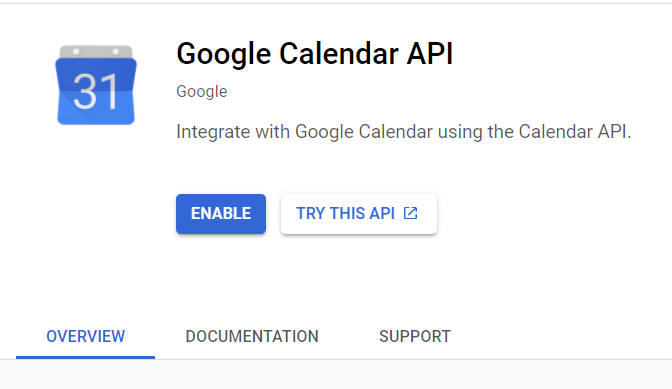 31
Google Calendar API
Google
Integrate with Google Calendar using the Calendar API.
ENABLE TRY THIS API
OVERVIEW DOCUMENTATION SUPPORT